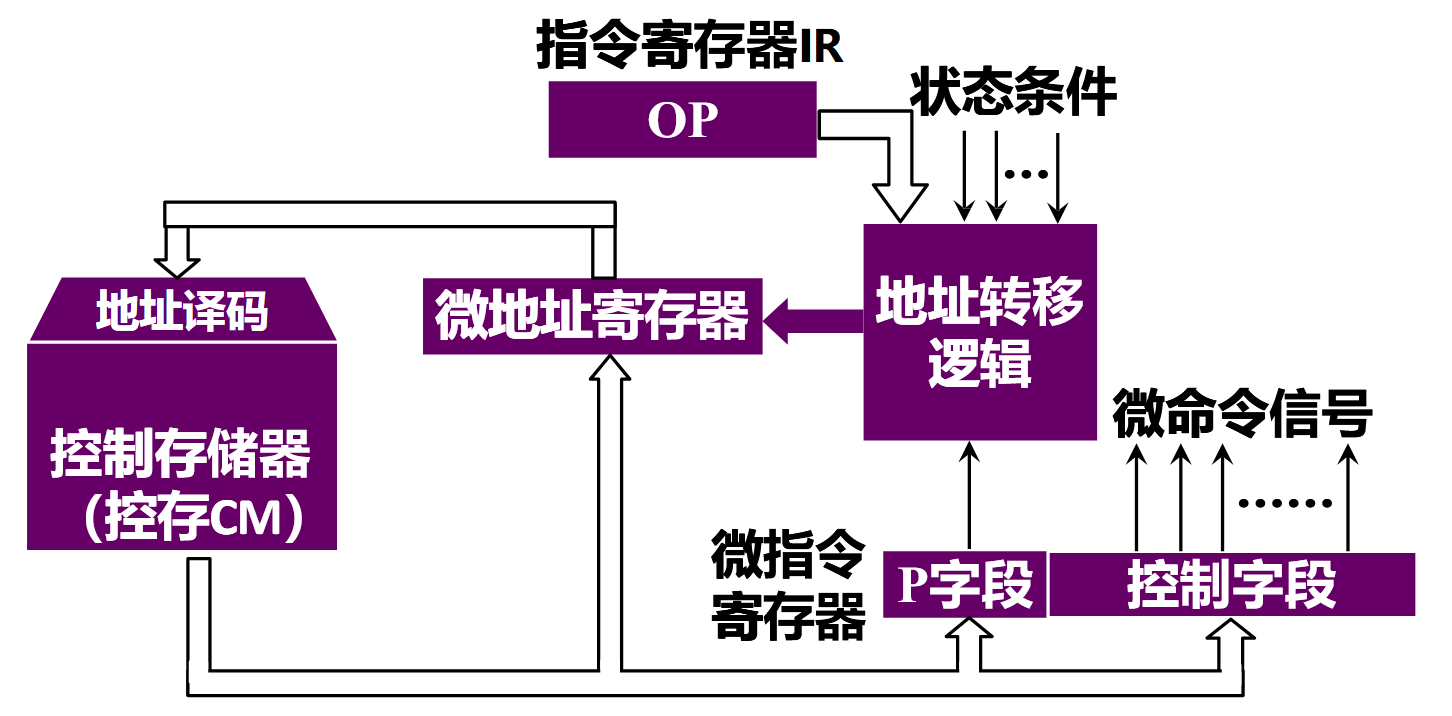 指令寄存器IR
OP
状态条件
地址译码
微地址寄存器
地址转移
逻辑
控制存储器
（控存CM）
微命令信号
微指令
寄存器
P字段
控制字段